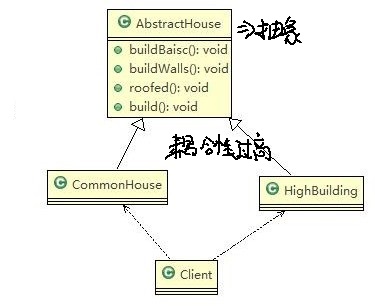 C AbstractHouse
抽象
buildBaisc(): void
buildWalls(): void
roofed(): void
build(): void
耦合性过高
C CommonHouse
C HighBuilding
C Client